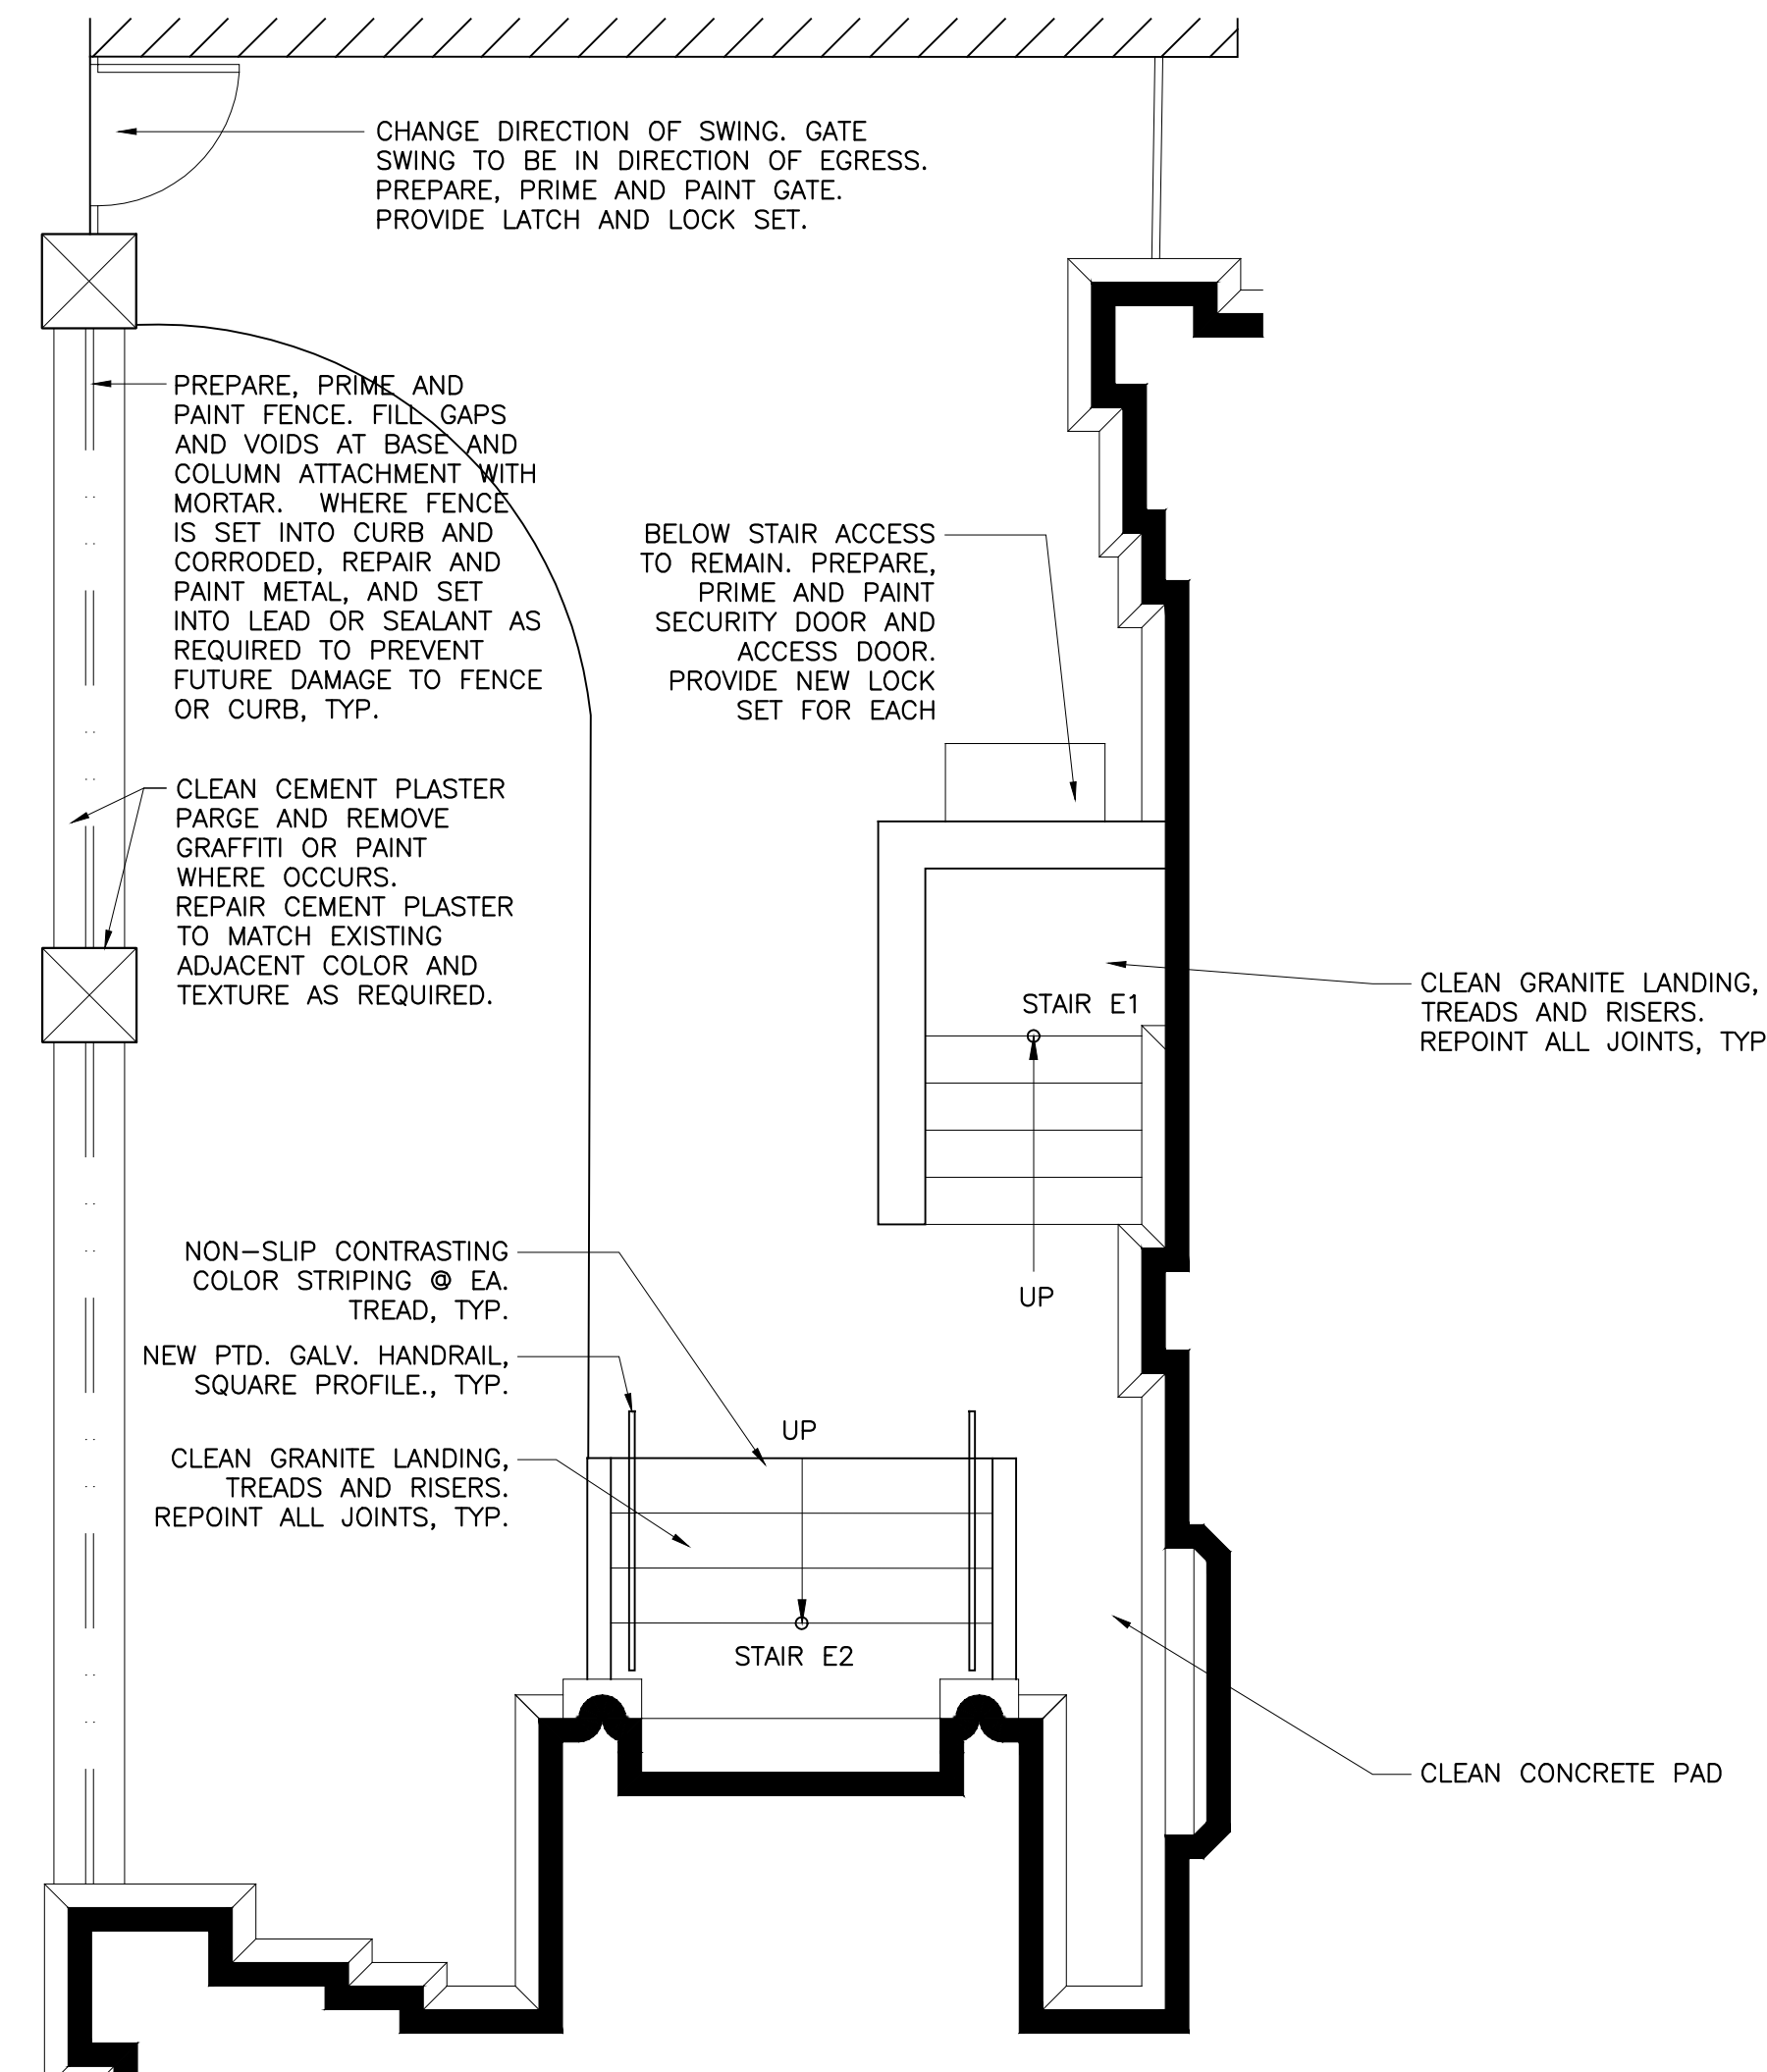 CHANGE DIRECTION OF SWING. GATE
SWING TO BE IN DIRECTION OF EGRESS.
PREPARE, PRIME AND PAINT GATE.
PROVIDE LATCH AND LOCK SET.
PREPARE, PRIME AND
PAINT FENCE. FILL GAPS
AND VOIDS AT BASE AND
COLUMN ATTACHMENT WITH
MORTAR. WHERE FENCE
IS SET INTO CURB AND
CORRODED, REPAIR AND
PAINT METAL, AND SET
INTO LEAD OR SEALANT AS
REQUIRED TO PREVENT
FUTURE DAMAGE TO FENCE
OR CURB, TYP.
BELOW STAIR ACCESS
TO REMAIN. PREPARE,
PRIME AND PAINT
SECURITY DOOR AND
ACCESS DOOR.
PROVIDE NEW LOCK
SET FOR EACH
CLEAN CEMENT PLASTER
PARGE AND REMOVE
GRAFFITI OR PAINT
WHERE OCCURS.
REPAIR CEMENT PLASTER
TO MATCH EXISTING
ADJACENT COLOR AND
TEXTURE AS REQUIRED.
CLEAN GRANITE LANDING,
TREADS AND RISERS.
REPOINT ALL JOINTS, TYP
STAIR E1
UP
NON-SLIP CONTRASTING
COLOR STRIPING @ EA.
TREAD, TYP.
NEW PTD. GALV. HANDRAIL,
SQUARE PROFILE., TYP.
UP
CLEAN GRANITE LANDING,
TREADS AND RISERS.
REPOINT ALL JOINTS, TYP.
STAIR E2
CLEAN CONCRETE PAD